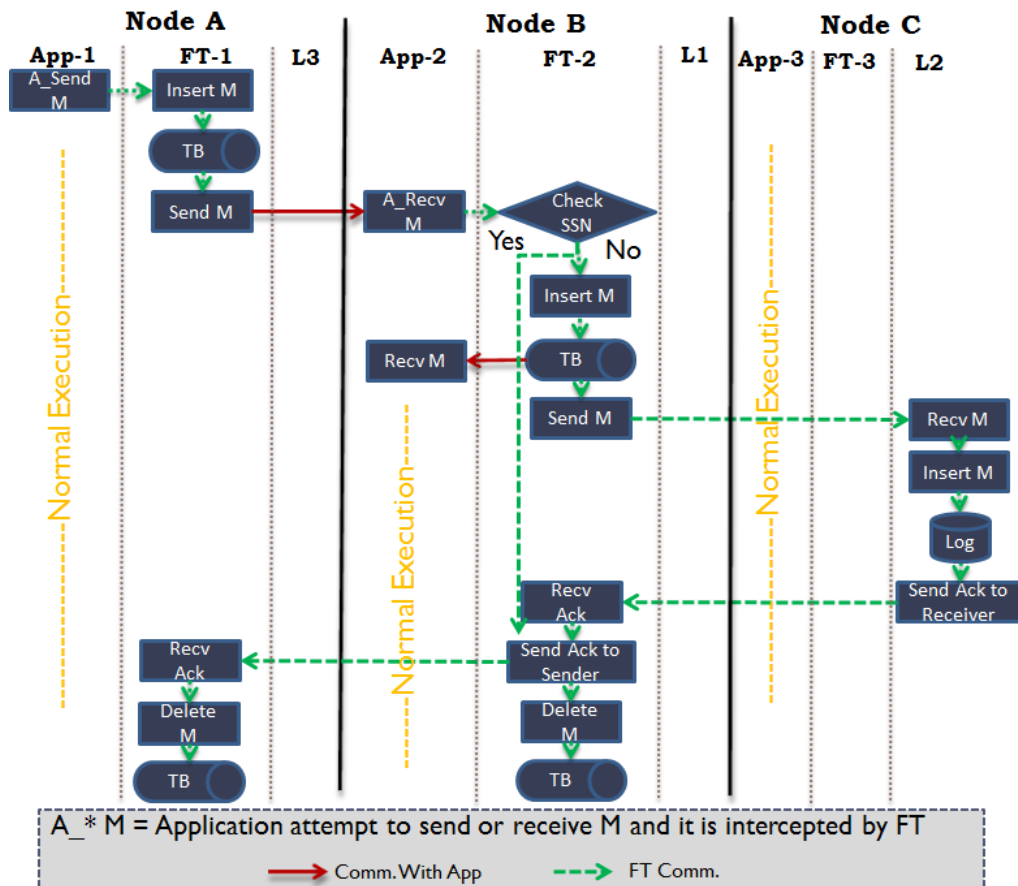 Node A
Node B
Node C
App-1
FT-1
L3
App-2
FT-2
L1
App-3
FT-3
L2
A_Send
M
Insert M
TB
Send M
A_Recv
M
Check
SSN
Yes
No
Insert M
Recv M
TB
Send M
Recv M
Insert M
Log
Send Ack to
Receiver
Recv
Ack
Send Ack to
Sender
Recv
Ack
Delete
M
TB
Delete
M
TB
Normal Execution
Normal Execution
Normal Execution
A_* M = Application attempt to send or receive M and it is intercepted by FT
Comm. With App
FT Comm.